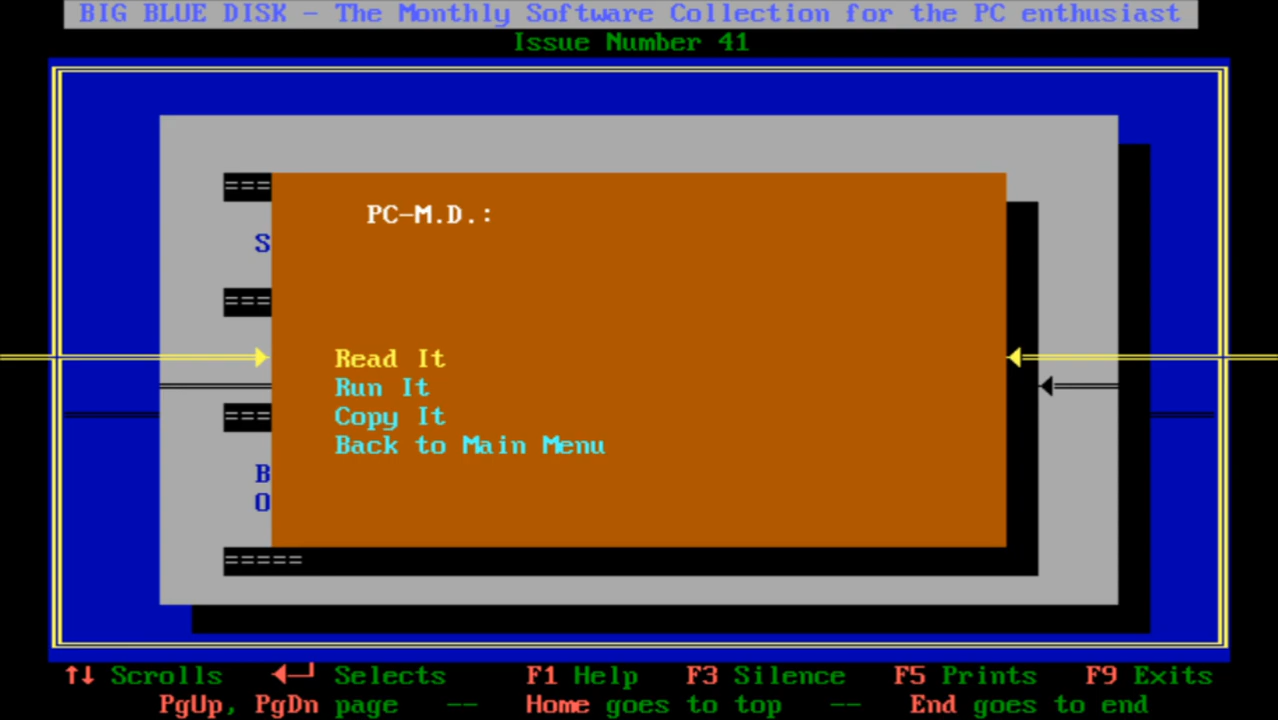 BIG BLUE DISK - The Monthly Software Collection for the PC enthusiast
Issue Number 41
===
PC-M.D.:
S
===
Read It
Run It
===
Copy It
Back to Main Menu
B
O
=====
↑↓ Scrolls ◄─┘ Selects F1 Help F3 Silence F5 Prints F9 Exits
PgUp, PgDn page -- Home goes to top -- End goes to end